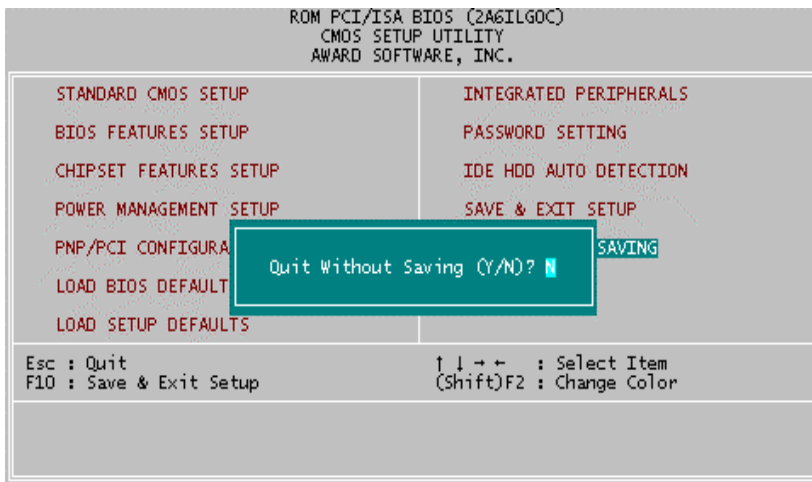 ROM PCI/ISA BIOS (2A6ILGOC)
CMOS SETUP UTILITY
AWARD SOFTWARE, INC.
STANDARD CMOS SETUP
BIOS FEATURES SETUP
CHIPSET FEATURES SETUP
POWER MANAGEMENT SETUP
PNP/PCI CONFIGURA
LOAD BIOS DEFAULT
LOAD SETUP DEFAULTS
INTEGRATED PERIPHERALS
PASSWORD SETTING
IDE HDD AUTO DETECTION
SAVE & EXIT SETUP
SAVING
Quit Without Saving (Y/N)? N
Esc : Quit
F10 : Save & Exit Setup
↑ ↓ → ← : Select Item
(Shift)F2 : Change Color